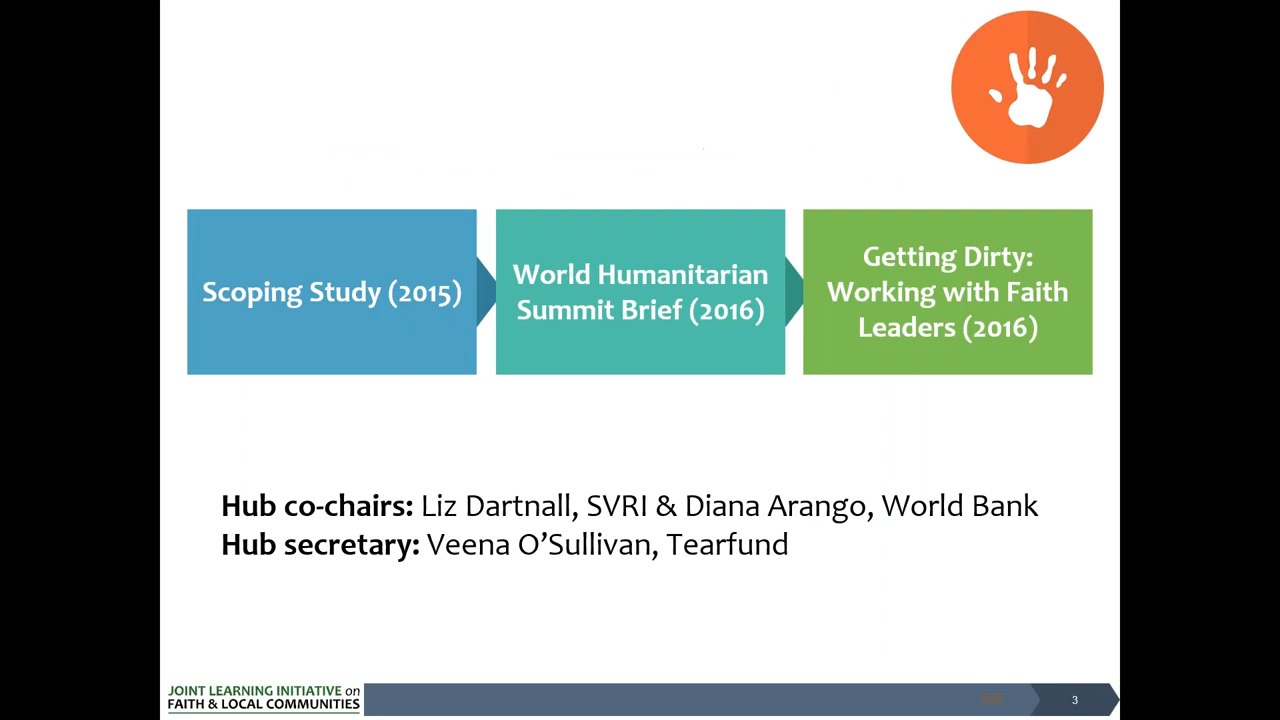 Scoping Study (2015)
World Humanitarian
Summit Brief (2016)
Getting Dirty:
Working with Faith
Leaders (2016)
Hub co-chairs: Liz Dartnall, SVRI & Diana Arango, World Bank
Hub secretary: Veena O’Sullivan, Tearfund
JOINT LEARNING INITIATIVE on
FAITH & LOCAL COMMUNITIES
3